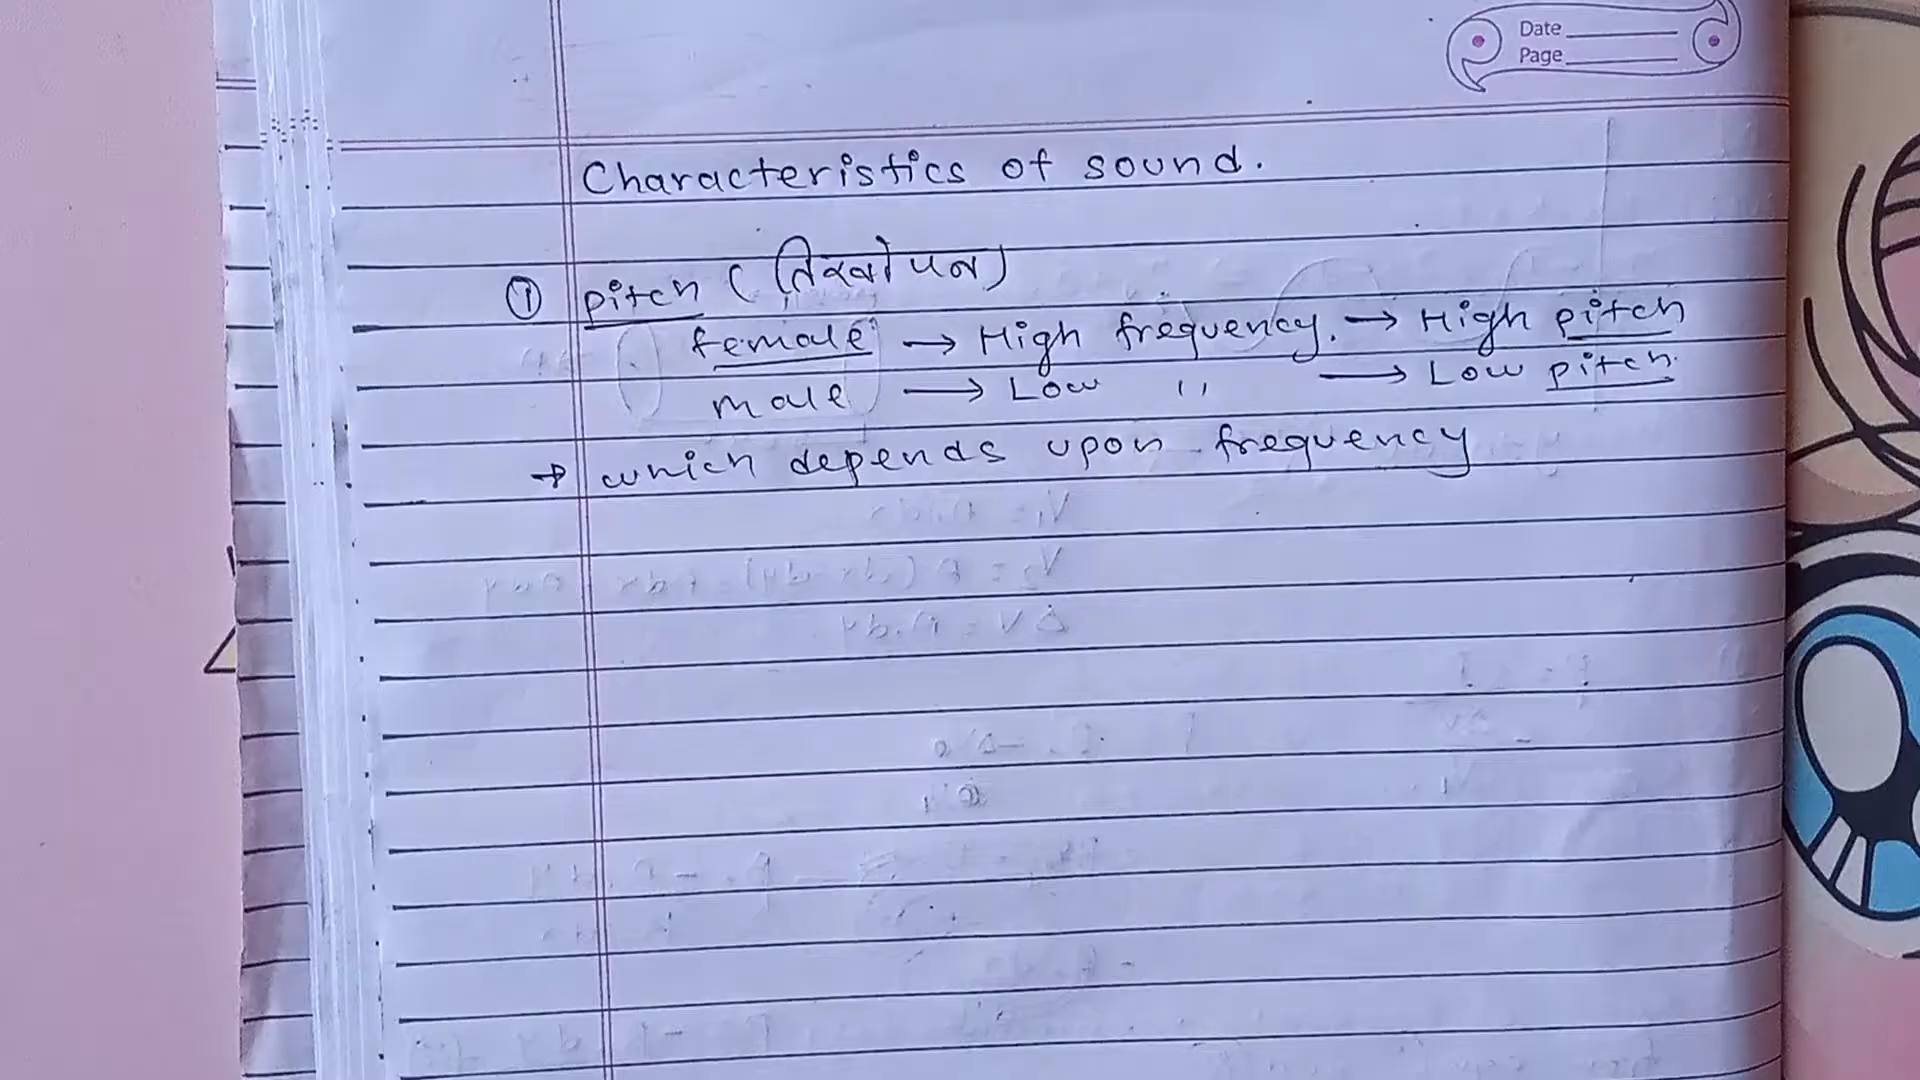 Date
Page
Characteristics of sound.
① pitch (तिखोपन)
female → High frequency. → High pitch
male → Low " → Low pitch.
→ which depends upon frequency